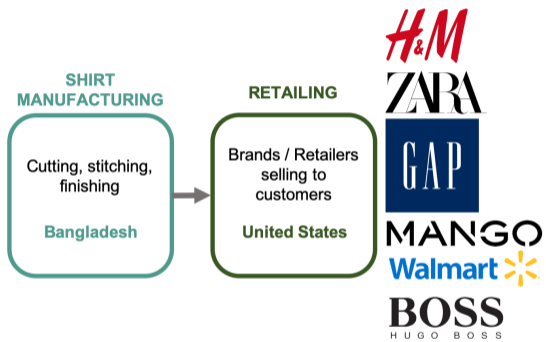 SHIRT
MANUFACTURING
Cutting, stitching,
finishing
Bangladesh
RETAILING
Brands / Retailers
selling to
customers
United States
H&M
ZARA
GAP
MANGO
Walmart
BOSS
HUGO BOSS